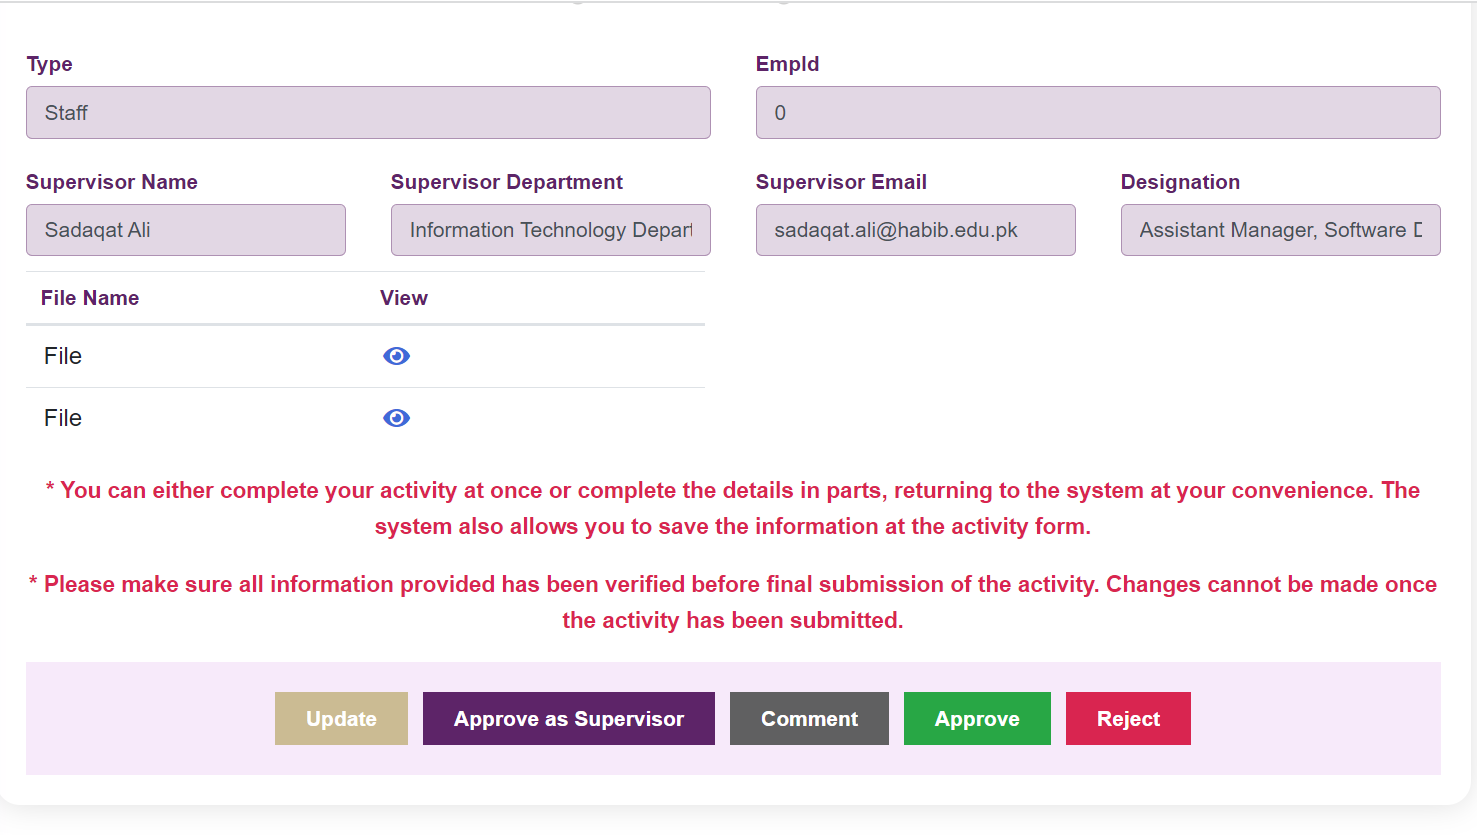 Type EmpId
Staff 0
Supervisor Name Supervisor Department Supervisor Email Designation
Sadaqat Ali Information Technology Depart sadaqat.ali@habib.edu.pk Assistant Manager, Software D
File Name View
File
File
* You can either complete your activity at once or complete the details in parts, returning to the system at your convenience. The
system also allows you to save the information at the activity form.
* Please make sure all information provided has been verified before final submission of the activity. Changes cannot be made once
the activity has been submitted.
Update Approve as Supervisor Comment Approve Reject